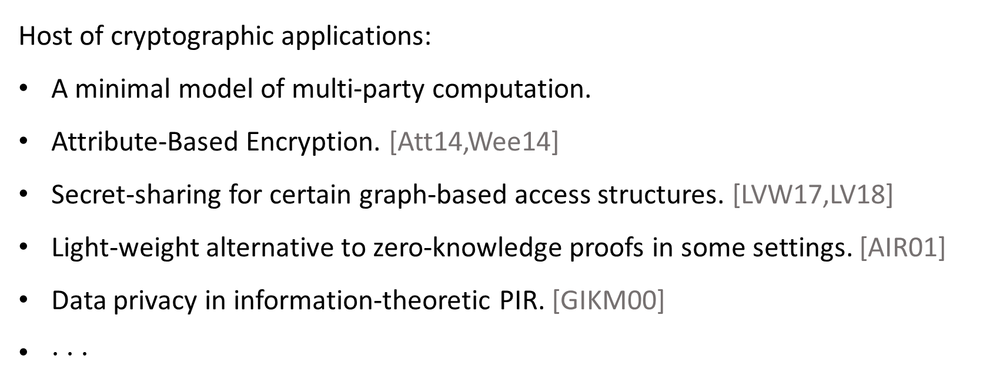 Host of cryptographic applications:
• A minimal model of multi-party computation.
• Attribute-Based Encryption. [Att14,Wee14]
• Secret-sharing for certain graph-based access structures. [LVW17,LV18]
• Light-weight alternative to zero-knowledge proofs in some settings. [AIR01]
• Data privacy in information-theoretic PIR. [GIKM00]
• . . .